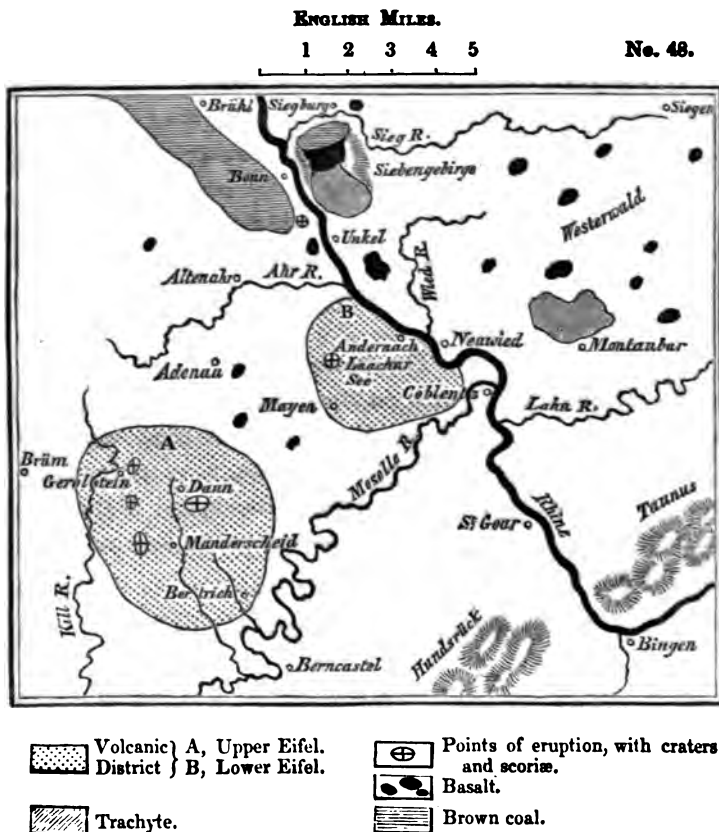 ENGLISH MILES.
1 2 3 4 5 No. 48.
Brühl Siegburg Siegen
Sieg R.
Bonn Siebengebirge
Westerwald
Unkel
Wied R.
Altenahr Ahr R.
B
Andernach Neuwied
Montaubur
Adenau Laacher
See
Mayen Coblentz
Lahn R.
A
Moselle R.
Brüm
Gerolstein
Daun
Rhine
Taunus
St Goar
Manderscheid
Kill R.
Bertrich
Hundsrück
Bingen
Berncastel
Volcanic } A, Upper Eifel.
District } B, Lower Eifel.
Points of eruption, with craters
and scoriæ.
Basalt.
Trachyte.
Brown coal.